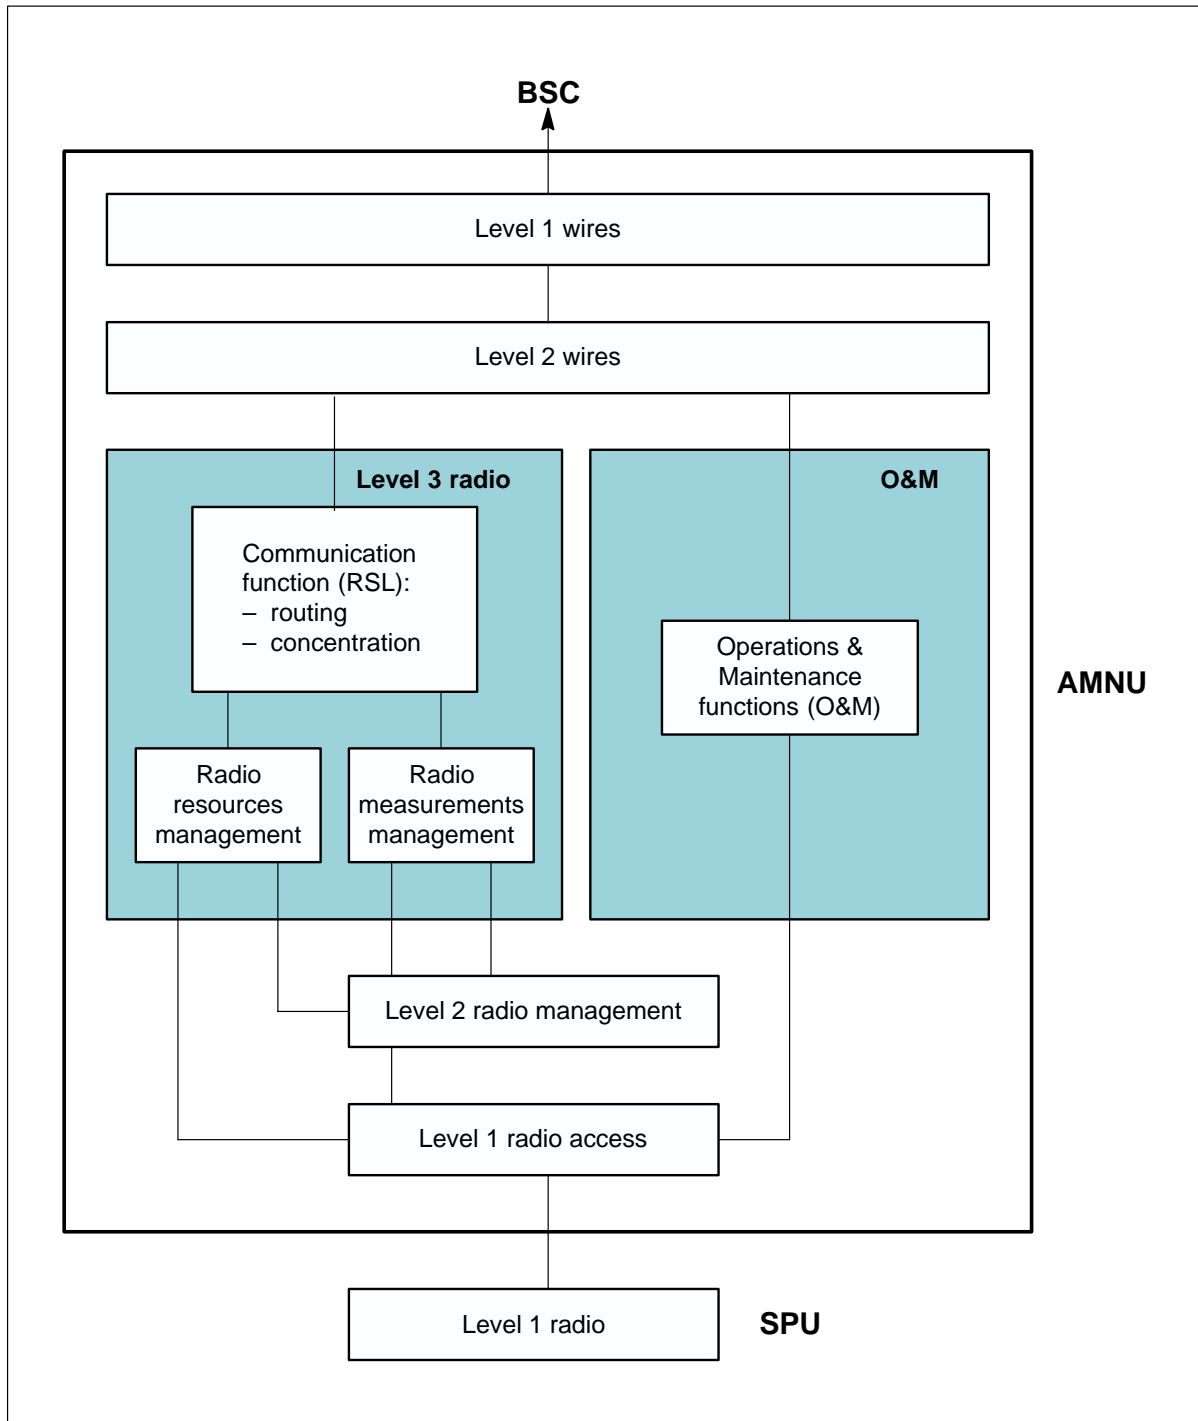 BSC
Level 1 wires
Level 2 wires
Level 3 radio
O&M
Communication
function (RSL):
– routing
– concentration
Operations &
Maintenance
functions (O&M)
AMNU
Radio
resources
management
Radio
measurements
management
Level 2 radio management
Level 1 radio access
Level 1 radio
SPU